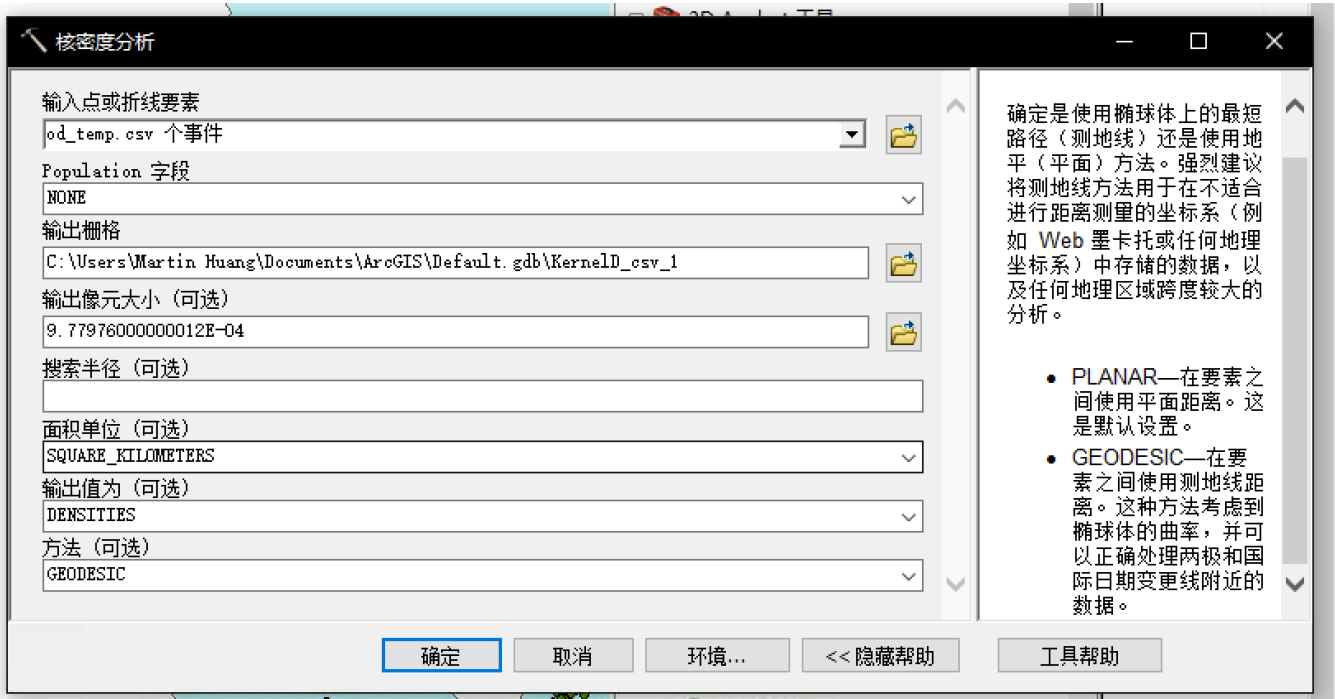 核密度分析
输入点或折线要素
od_temp.csv 个事件
Population 字段
NONE
输出栅格
C:\Users\Martin Huang\Documents\ArcGIS\Default.gdb\KernelD_csv_1
输出像元大小 (可选)
9.77976000000012E-04
搜索半径 (可选)
面积单位 (可选)
SQUARE_KILOMETERS
输出值为 (可选)
DENSITIES
方法 (可选)
GEODESIC
确定是使用椭球体上的最短
路径（测地线）还是使用地
平（平面）方法。强烈建议
将测地线方法用于在不适合
进行距离测量的坐标系（例
如 Web 墨卡托或任何地理
坐标系）中存储的数据，以
及任何地理区域跨度较大的
分析。
• PLANAR—在要素之
间使用平面距离。这
是默认设置。
• GEODESIC—在要
素之间使用测地线距
离。这种方法考虑到
椭球体的曲率，并可
以正确处理两极和国
际日期变更线附近的
数据。
确定
取消
环境...
<< 隐藏帮助
工具帮助